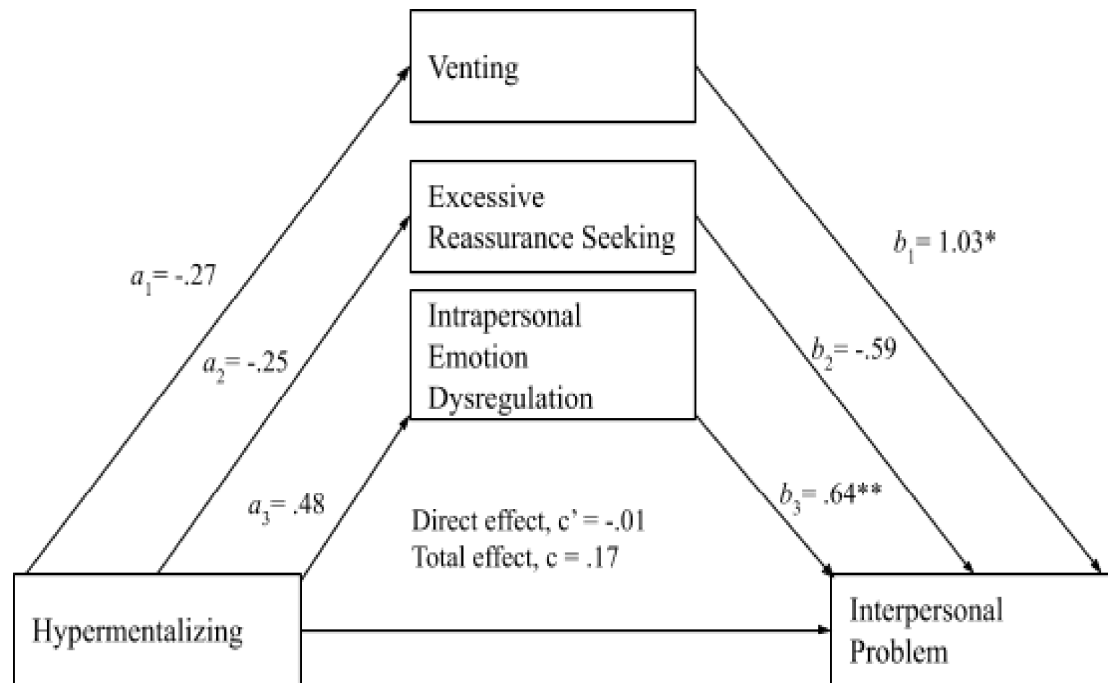 Venting
Excessive
Reassurance Seeking
b₁= 1.03*
a₁= -.27
Intrapersonal
Emotion
Dysregulation
a₂= -.25
b₂= -.59
a₃= .48
b₃= .64**
Direct effect, c’ = -.01
Total effect, c = .17
Hypermentalizing
Interpersonal
Problem